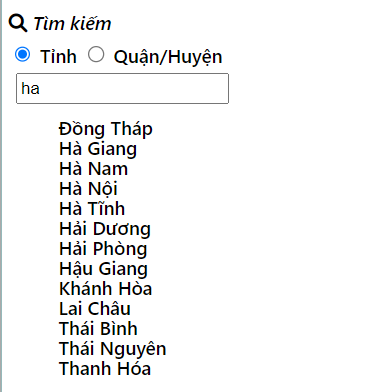 Tìm kiếm
Tỉnh Quận/Huyện
ha
Đồng Tháp
Hà Giang
Hà Nam
Hà Nội
Hà Tĩnh
Hải Dương
Hải Phòng
Hậu Giang
Khánh Hòa
Lai Châu
Thái Bình
Thái Nguyên
Thanh Hóa